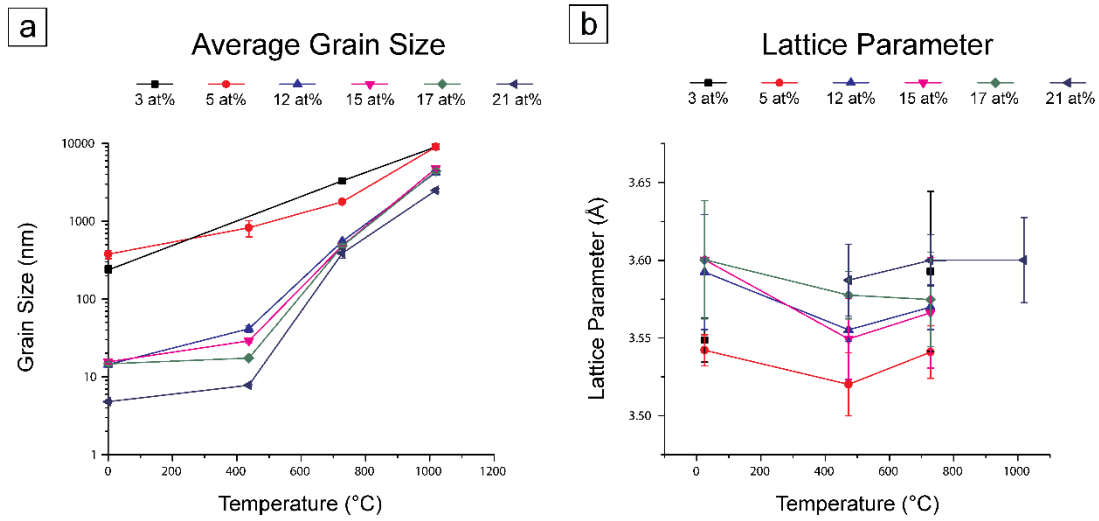 a
Average Grain Size
3 at% 5 at% 12 at% 15 at% 17 at% 21 at%
10000
1000
100
10
1
Grain Size (nm)
0 200 400 600 800 1000 1200
Temperature (°C)
b
Lattice Parameter
3 at% 5 at% 12 at% 15 at% 17 at% 21 at%
3.65
3.60
3.55
3.50
Lattice Parameter (Å)
0 200 400 600 800 1000
Temperature (°C)